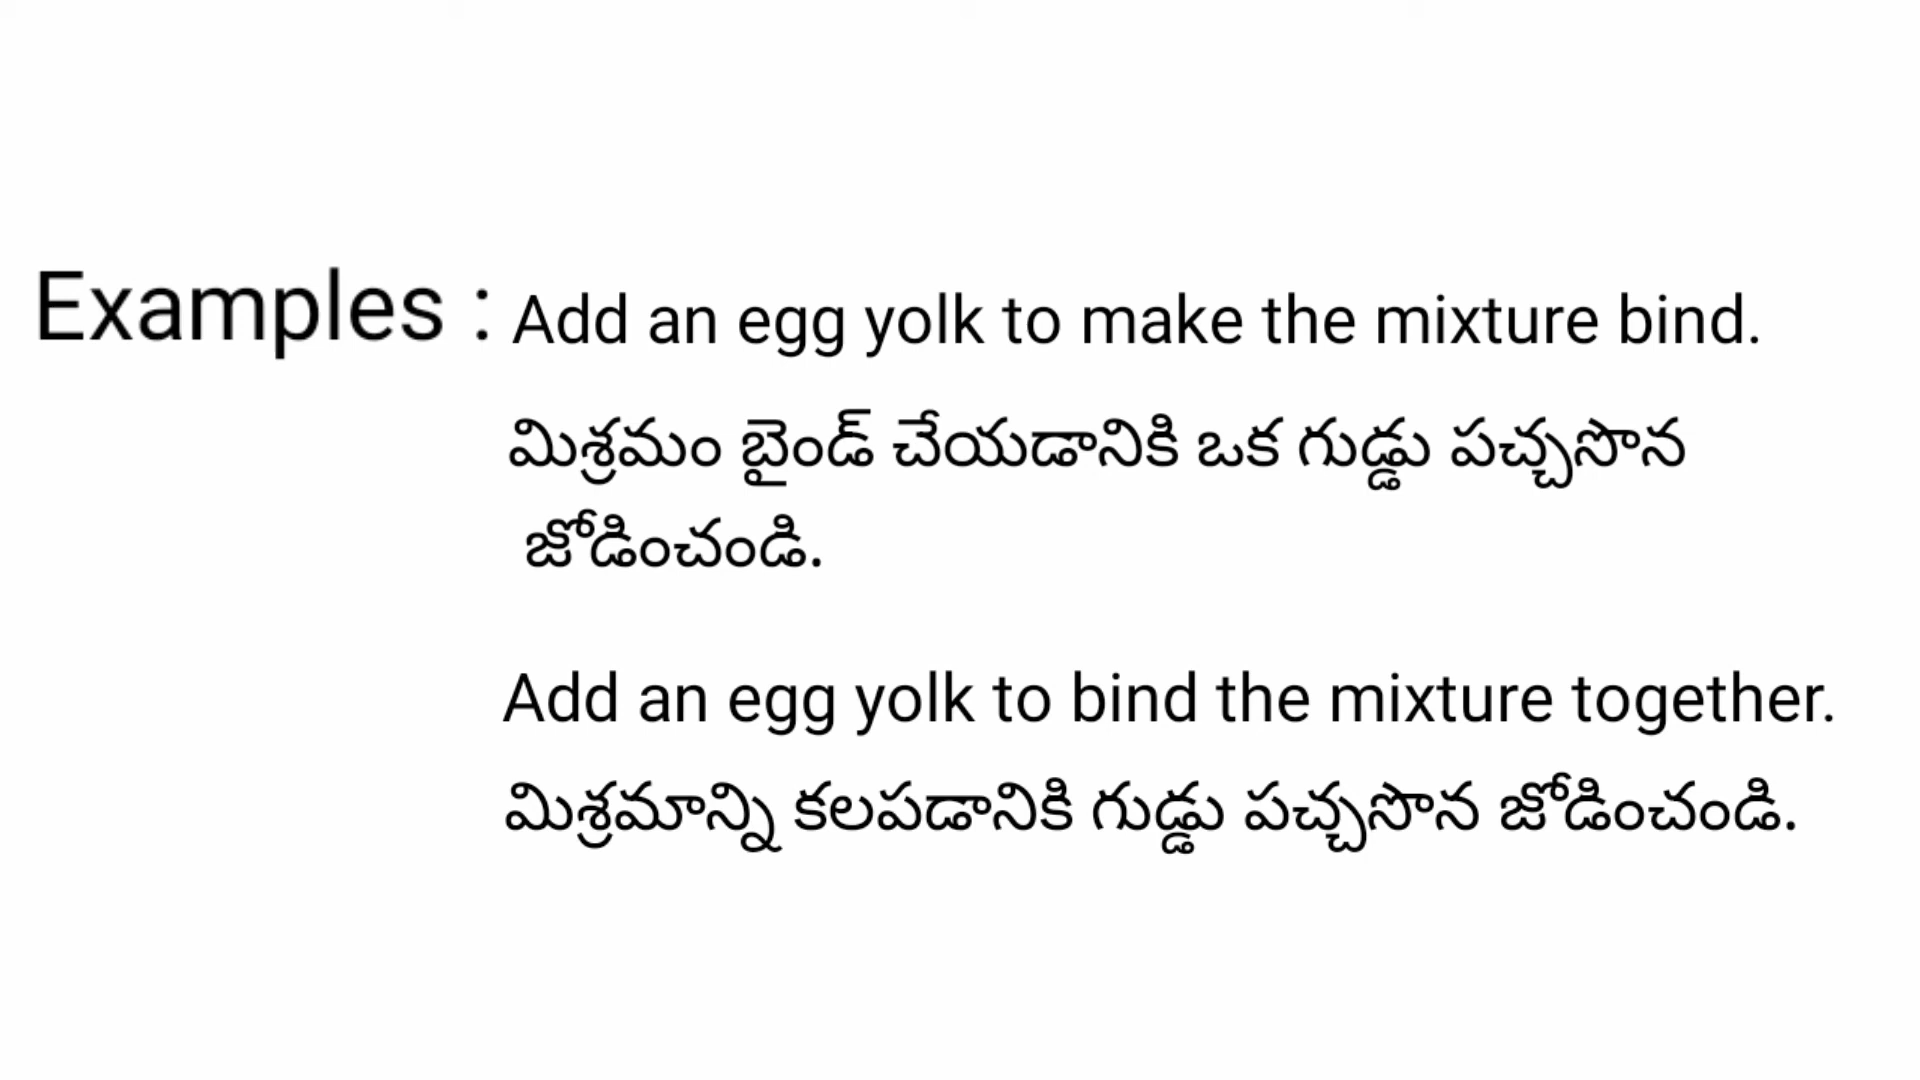 Examples : Add an egg yolk to make the mixture bind.
మిశ్రమం బైండ్ చేయడానికి ఒక గుడ్డు పచ్చసొన
జోడించండి.
Add an egg yolk to bind the mixture together.
మిశ్రమాన్ని కలపడానికి గుడ్డు పచ్చసొన జోడించండి.